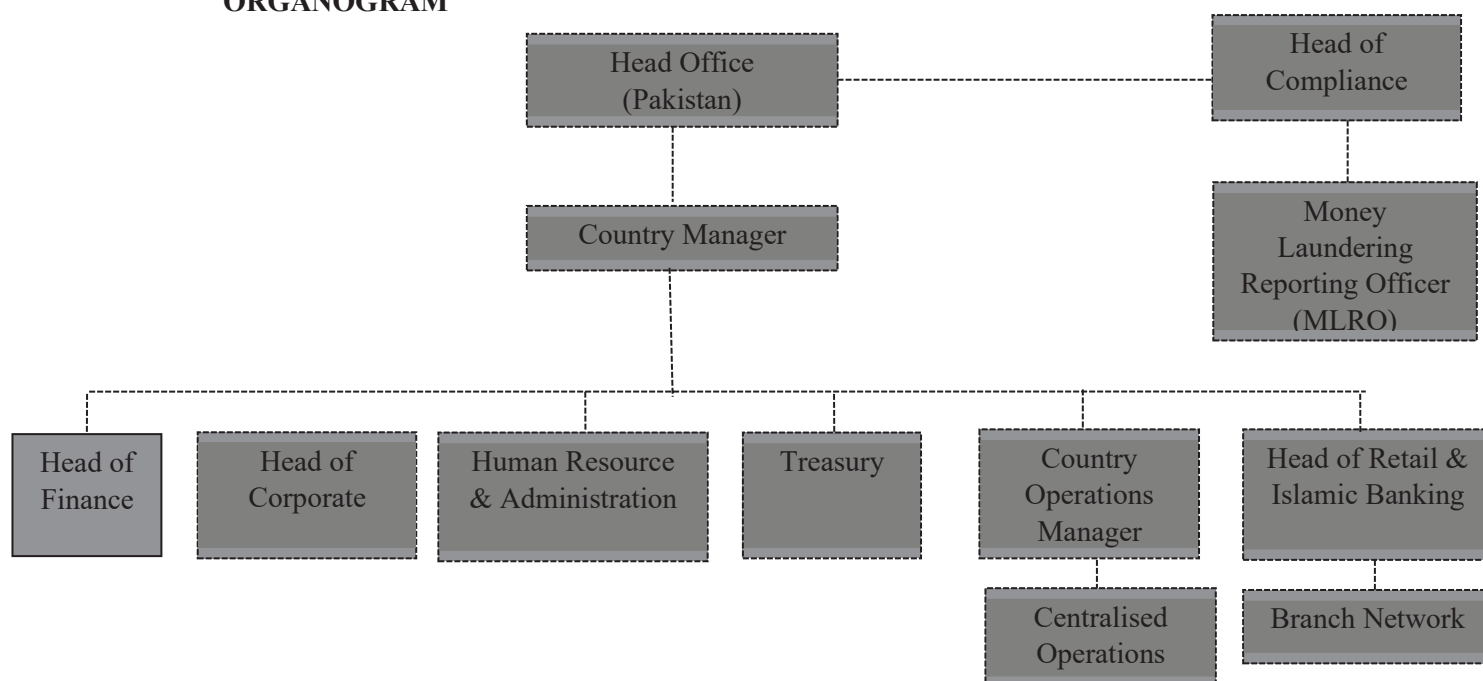 ORGANOGRAM
Head Office
(Pakistan)
Head of
Compliance
Country Manager
Money
Laundering
Reporting Officer
(MLRO)
Head of
Finance
Head of
Corporate
Human Resource
& Administration
Treasury
Country
Operations
Manager
Head of Retail &
Islamic Banking
Centralised
Operations
Branch Network